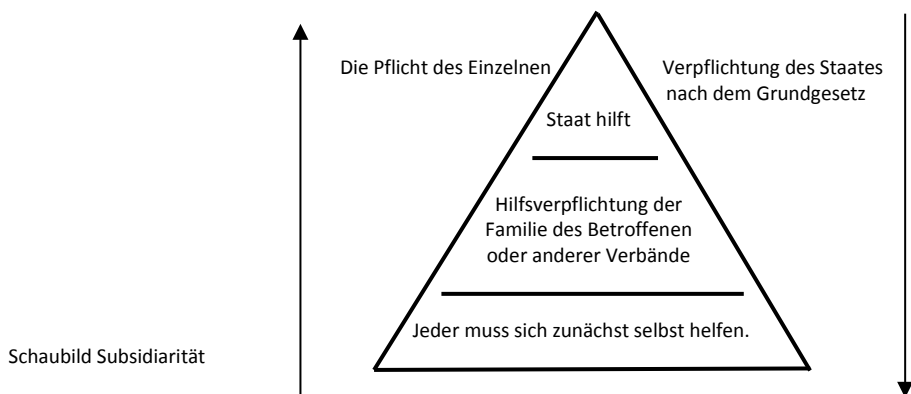 Die Pflicht des Einzelnen
Verpflichtung des Staates
nach dem Grundgesetz
Staat hilft
Hilfsverpflichtung der
Familie des Betroffenen
oder anderer Verbände
Jeder muss sich zunächst selbst helfen.
Schaubild Subsidiarität